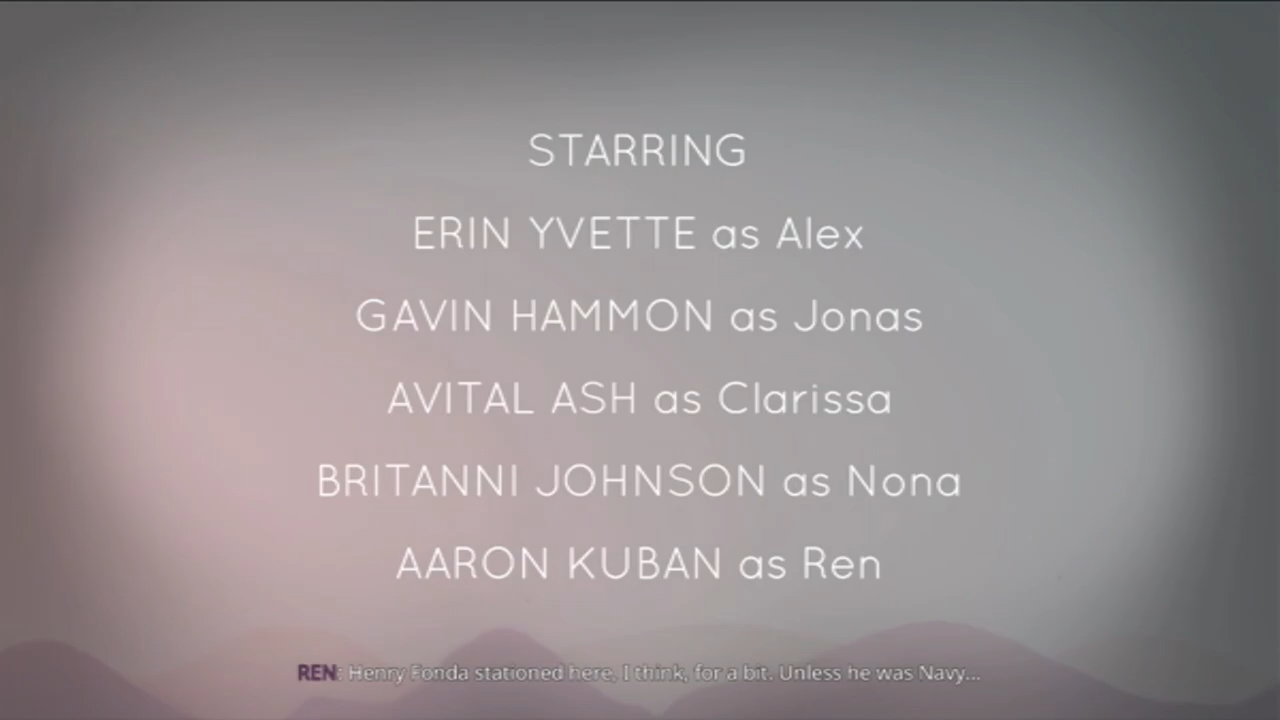 STARRING
ERIN YVETTE as Alex
GAVIN HAMMON as Jonas
AVITAL ASH as Clarissa
BRITANNI JOHNSON as Nona
AARON KUBAN as Ren
REN: Henry Fonda stationed here, I think, for a bit. Unless he was Navy...